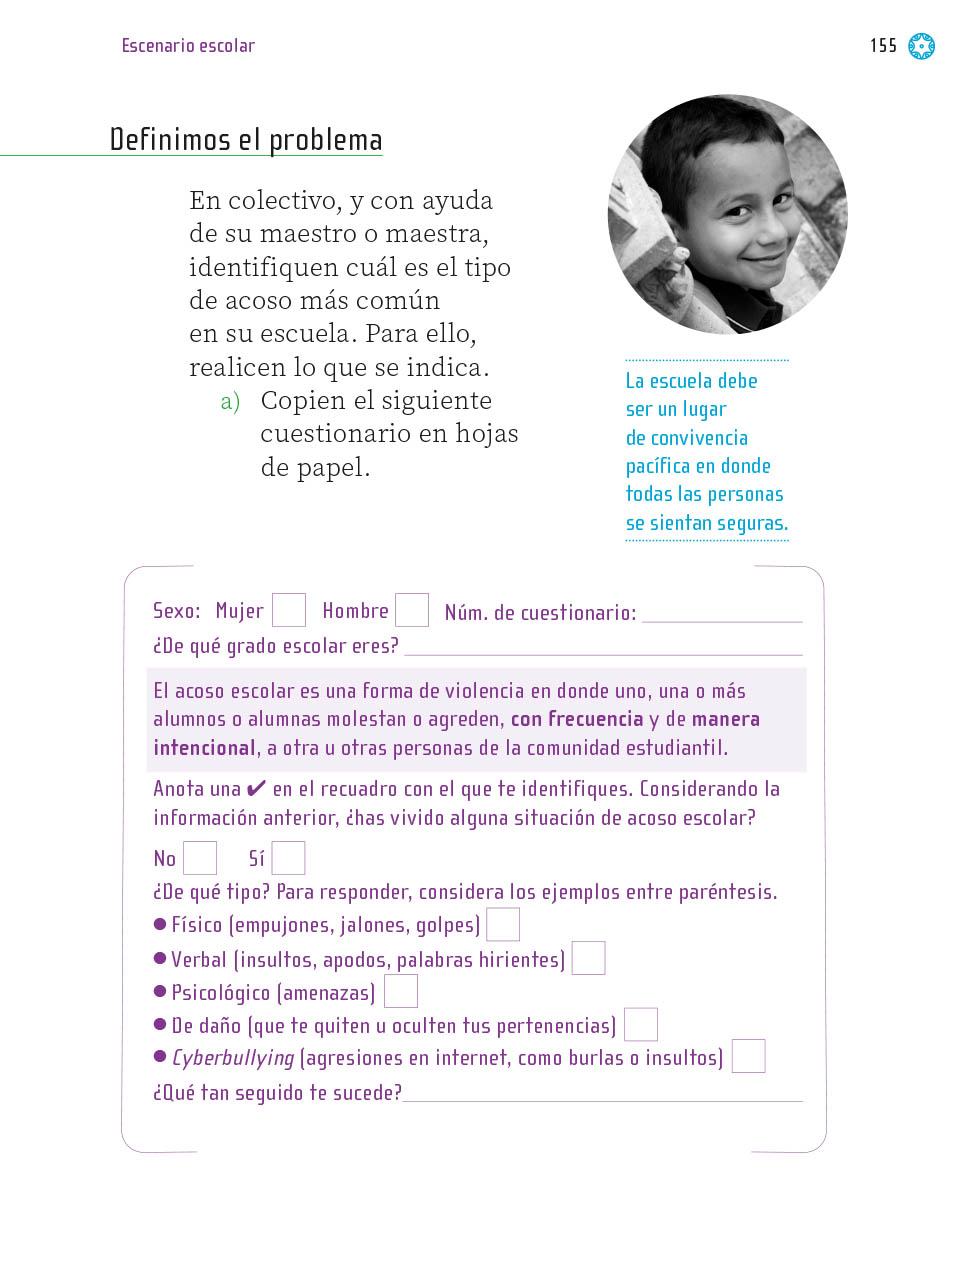 Escenario escolar
155
Definimos el problema
En colectivo, y con ayuda
de su maestro o maestra,
identifiquen cuál es el tipo
de acoso más común
en su escuela. Para ello,
realicen lo que se indica.
a) Copien el siguiente
cuestionario en hojas
de papel.
La escuela debe
ser un lugar
de convivencia
pacífica en donde
todas las personas
se sientan seguras.
Sexo: Mujer Hombre Núm. de cuestionario:
¿De qué grado escolar eres?
El acoso escolar es una forma de violencia en donde uno, una o más
alumnos o alumnas molestan o agreden, con frecuencia y de manera
intencional, a otra u otras personas de la comunidad estudiantil.
Anota una ✔ en el recuadro con el que te identifiques. Considerando la
información anterior, ¿has vivido alguna situación de acoso escolar?
No Sí
¿De qué tipo? Para responder, considera los ejemplos entre paréntesis.
● Físico (empujones, jalones, golpes)
● Verbal (insultos, apodos, palabras hirientes)
● Psicológico (amenazas)
● De daño (que te quiten u oculten tus pertenencias)
● Cyberbullying (agresiones en internet, como burlas o insultos)
¿Qué tan seguido te sucede?